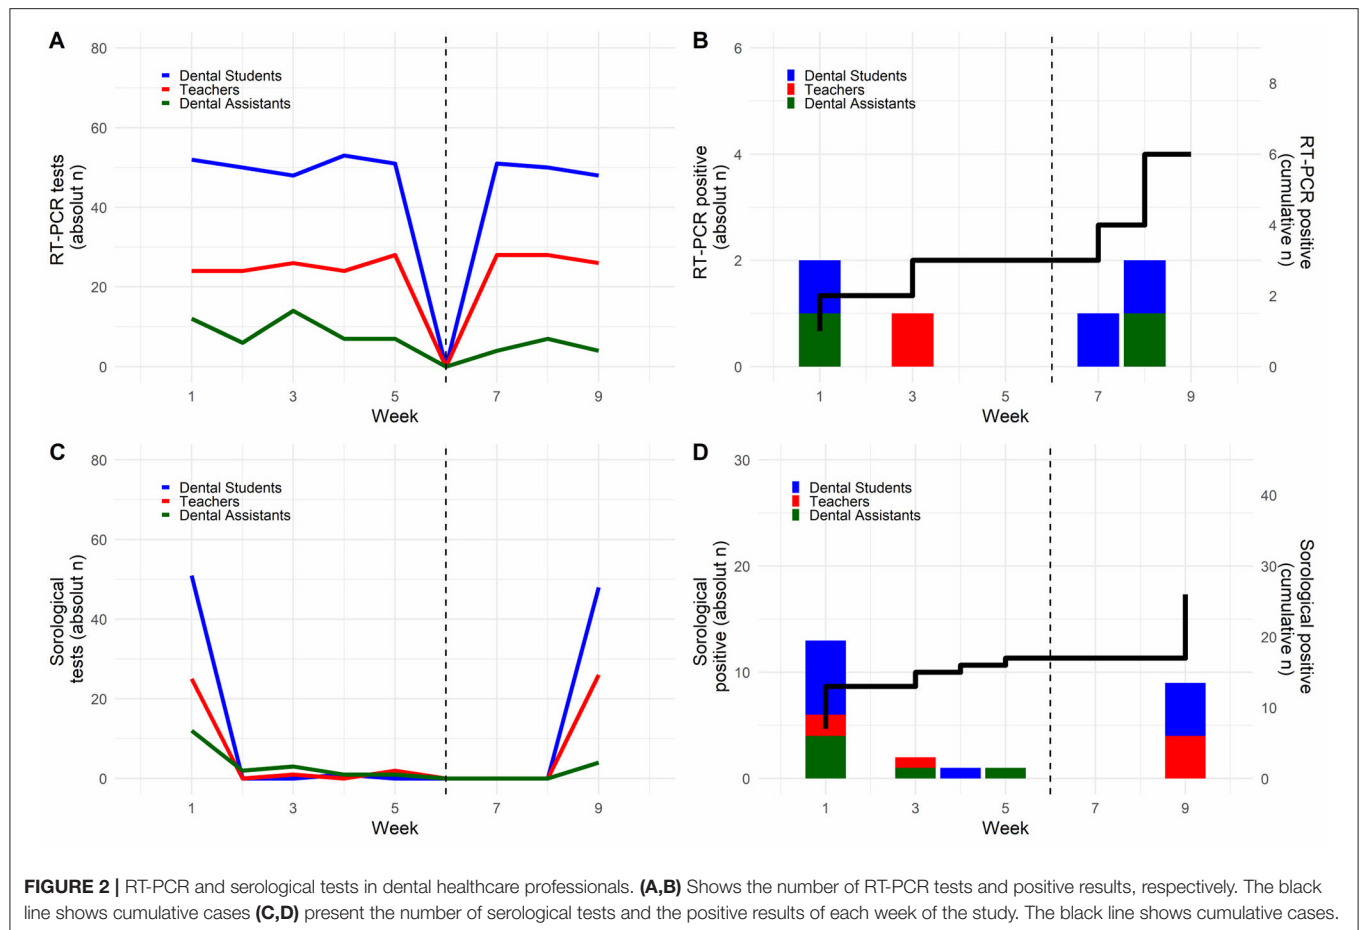 A
80
60
40
20
0
RT-PCR tests
(absolut n)
Dental Students
Teachers
Dental Assistants
1 3 5 7 9
Week
B
6
4
2
0
RT-PCR positive
(absolut n)
Dental Students
Teachers
Dental Assistants
8
6
4
2
0
RT-PCR positive
(cumulative n)
1 3 5 7 9
Week
C
80
60
40
20
0
Sorological
tests (absolut n)
Dental Students
Teachers
Dental Assistants
1 3 5 7 9
Week
D
30
20
10
0
Sorological
positive (absolut n)
Dental Students
Teachers
Dental Assistants
40
30
20
10
0
Sorological positive
(cumulative n)
1 3 5 7 9
Week
FIGURE 2 | RT-PCR and serological tests in dental healthcare professionals. (A,B) Shows the number of RT-PCR tests and positive results, respectively. The black
line shows cumulative cases (C,D) present the number of serological tests and the positive results of each week of the study. The black line shows cumulative cases.